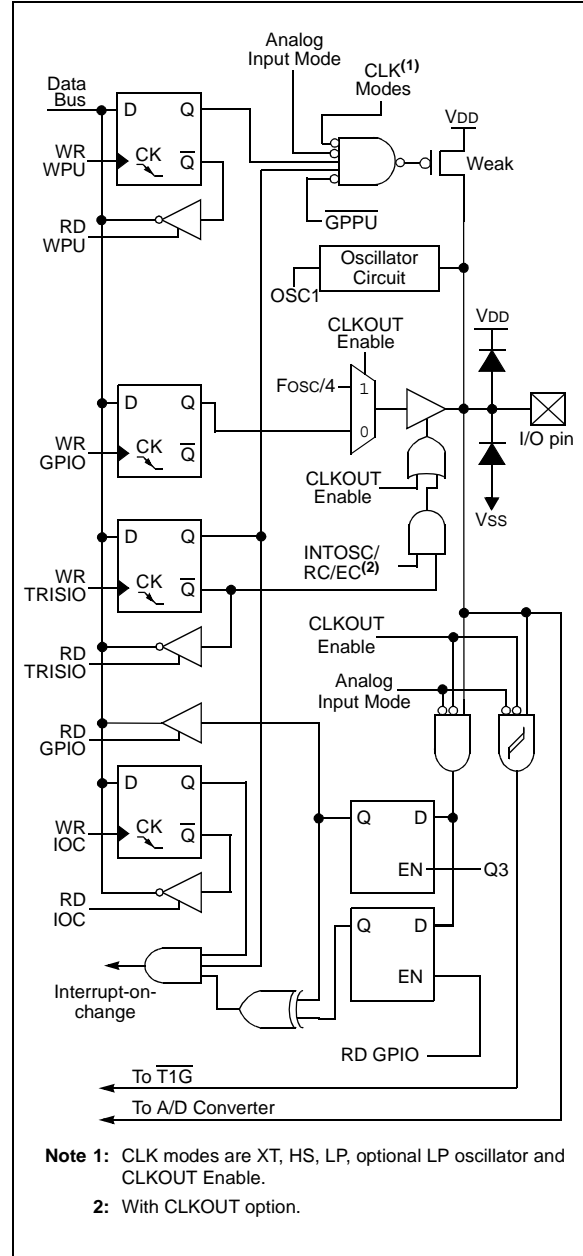 Analog
Input Mode
CLK(1)
Modes
Data
Bus
VDD
D Q
WR
WPU
CK Q
Weak
RD
WPU
GPPU
Oscillator
Circuit
OSC1
CLKOUT
Enable
VDD
FOSC/4
1
D Q
0
I/O pin
WR
GPIO
CK Q
CLKOUT
Enable
VSS
D Q
INTOSC/
RC/EC(2)
WR
TRISIO
CK Q
RD
TRISIO
CLKOUT
Enable
Analog
Input Mode
RD
GPIO
D Q
WR
IOC
CK Q
Q D
EN
Q3
RD
IOC
Q D
EN
Interrupt-on-
change
RD GPIO
To T1G
To A/D Converter
Note 1: CLK modes are XT, HS, LP, optional LP oscillator and
CLKOUT Enable.
2: With CLKOUT option.